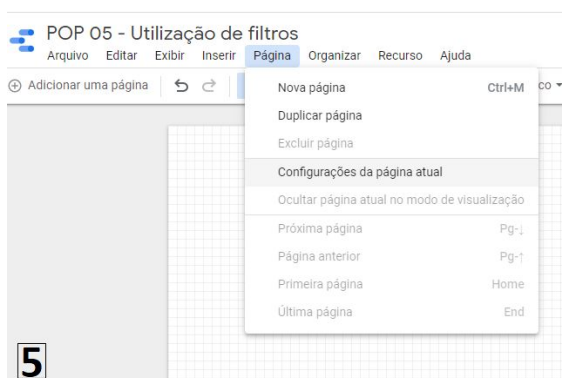 POP 05 - Utilização de filtros
Arquivo Editar Exibir Inserir Página Organizar Recurso Ajuda
Adicionar uma página co
Nova página Ctrl+M
Duplicar página
Excluir página
Configurações da página atual
Ocultar página atual no modo de visualização
Próxima página Pg-↓
Página anterior Pg-↑
Primeira página Home
Última página End
5